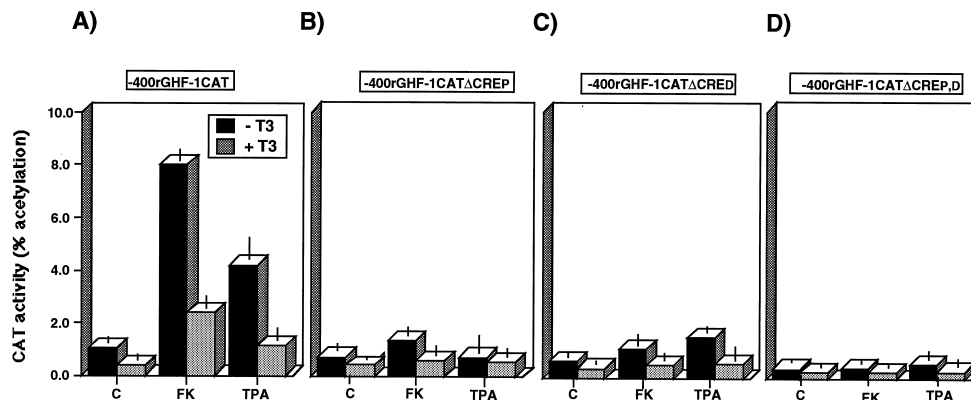 A) B) C) D)
-400rGHF-1CAT -400rGHF-1CATΔCREP -400rGHF-1CATΔCRED -400rGHF-1CATΔCREP,D
CAT activity (% acetylation)
10.0
8.0
6.0
4.0
2.0
0.0
- T3
+ T3
C FK TPA C FK TPA C FK TPA C FK TPA